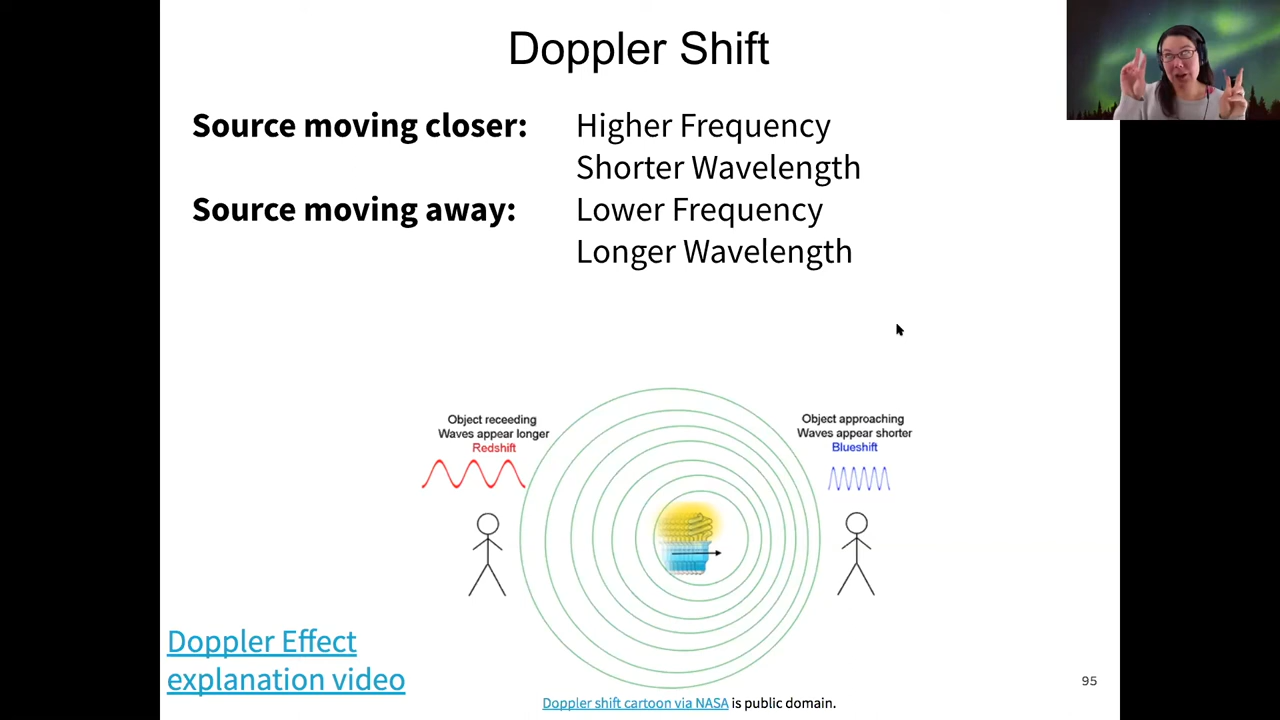 Doppler Shift
Source moving closer: Higher Frequency
Shorter Wavelength
Source moving away: Lower Frequency
Longer Wavelength
Object receeding
Waves appear longer
Redshift
Object approaching
Waves appear shorter
Blueshift
Doppler Effect
explanation video
Doppler shift cartoon via NASA is public domain.
95